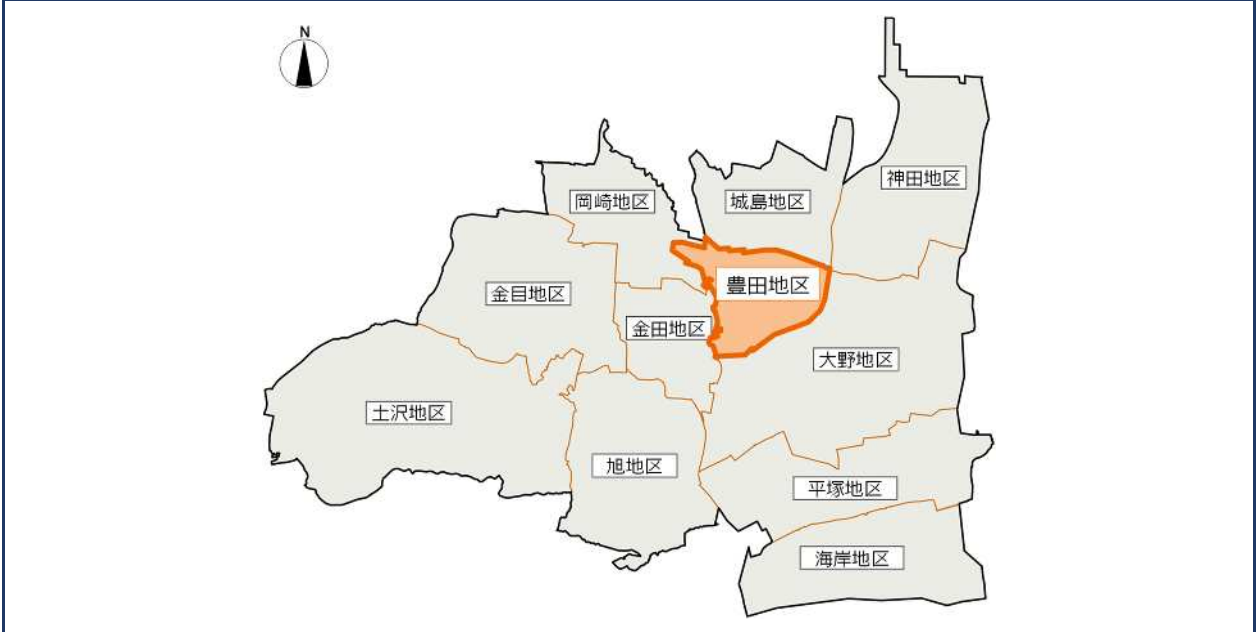 N
神田地区
岡崎地区
城島地区
豊田地区
金目地区
金田地区
大野地区
土沢地区
旭地区
平塚地区
海岸地区